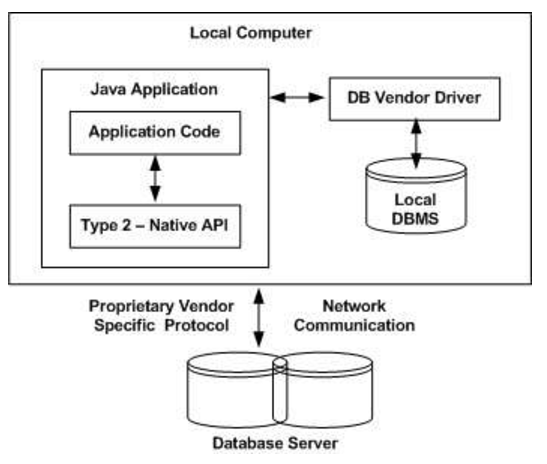 Local Computer
Java Application
DB Vendor Driver
Application Code
Type 2 – Native API
Local
DBMS
Proprietary Vendor
Specific Protocol
Network
Communication
Database Server